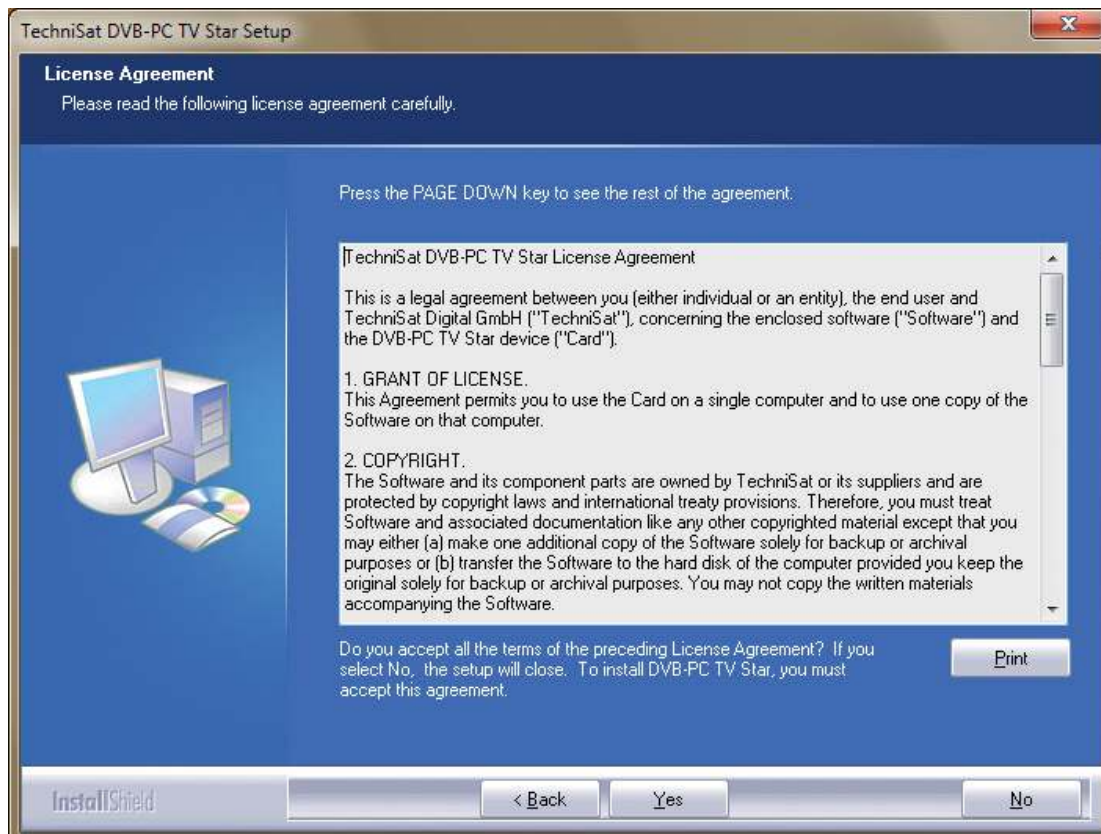 TechniSat DVB-PC TV Star Setup
License Agreement
Please read the following license agreement carefully.
Press the PAGE DOWN key to see the rest of the agreement.
TechniSat DVB-PC TV Star License Agreement
This is a legal agreement between you (either individual or an entity), the end user and
TechniSat Digital GmbH ("TechniSat"), concerning the enclosed software ("Software") and
the DVB-PC TV Star device ("Card").
1. GRANT OF LICENSE.
This Agreement permits you to use the Card on a single computer and to use one copy of the
Software on that computer.
2. COPYRIGHT.
The Software and its component parts are owned by TechniSat or its suppliers and are
protected by copyright laws and international treaty provisions. Therefore, you must treat
Software and associated documentation like any other copyrighted material except that you
may either (a) make one additional copy of the Software solely for backup or archival
purposes or (b) transfer the Software to the hard disk of the computer provided you keep the
original solely for backup or archival purposes. You may not copy the written materials
accompanying the Software.
Do you accept all the terms of the preceding License Agreement? If you
select No, the setup will close. To install DVB-PC TV Star, you must
accept this agreement.
Print
InstallShield
< Back
Yes
No